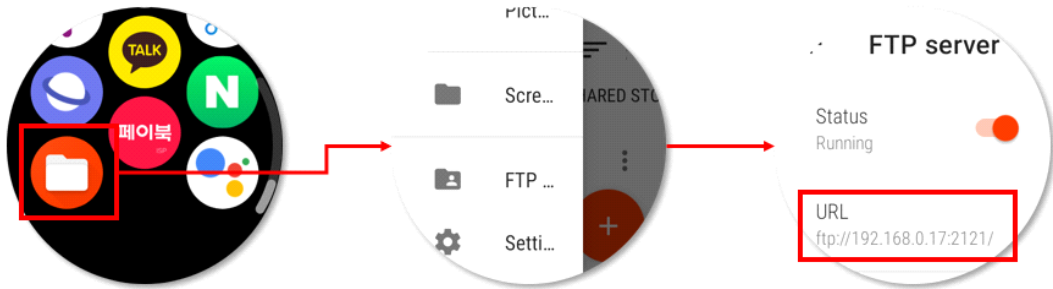 TALK
N
페이북
ISP
Pict...
Scre...
HARED STO
FTP ...
Setti...
FTP server
Status
Running
URL
ftp://192.168.0.17:2121/